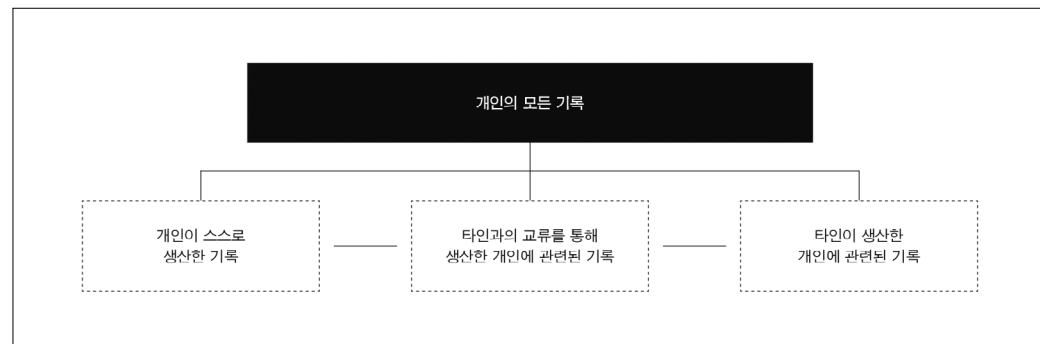 개인의 모든 기록
개인이 스스로
생산한 기록
타인과의 교류를 통해
생산한 개인에 관련된 기록
타인이 생산한
개인에 관련된 기록